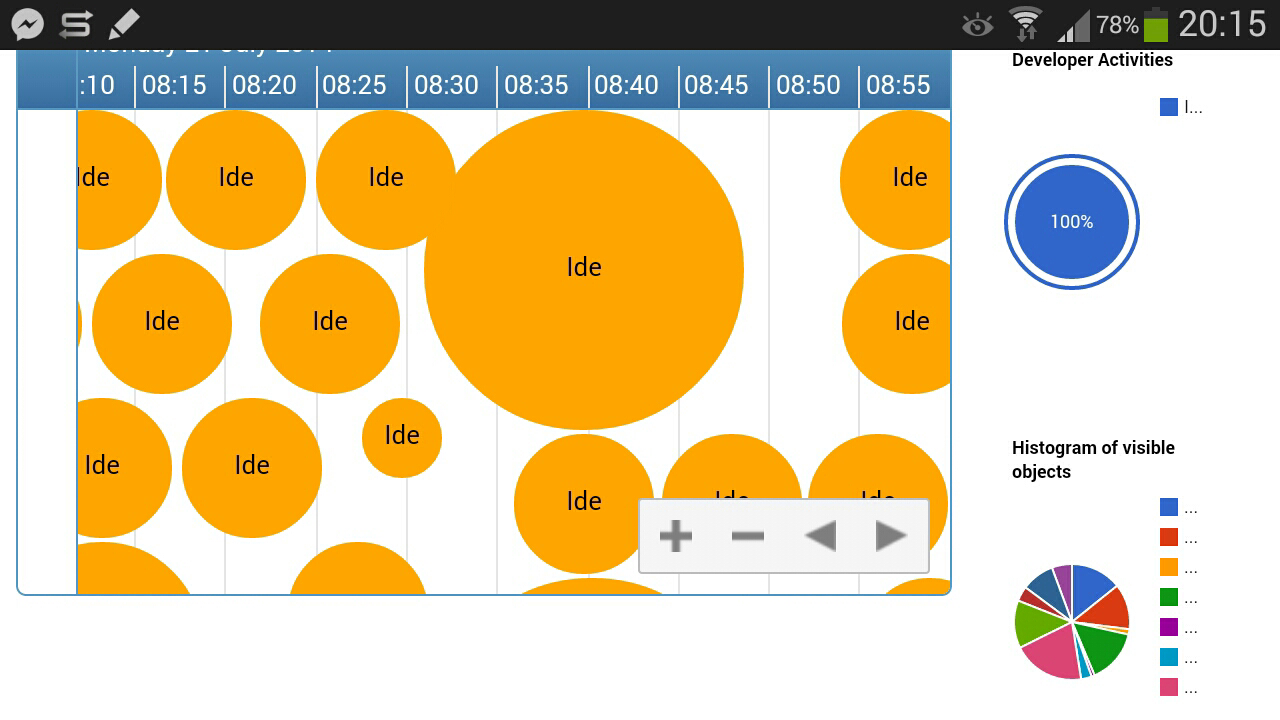 78% 20:15
Monday 21 July 2014
:10 08:15 08:20 08:25 08:30 08:35 08:40 08:45 08:50 08:55
Ide Ide Ide Ide
Ide
Ide Ide Ide
Ide Ide Ide
Ide Ide Ide
Developer Activities
I...
100%
Histogram of visible
objects
...
...
...
...
...
...
...